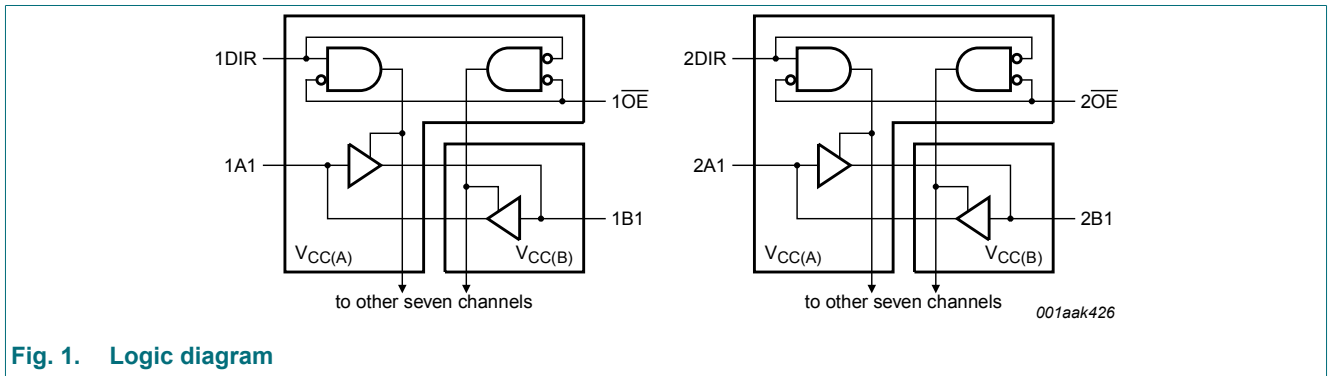 1DIR
1OE
1A1
1B1
VCC(A)
VCC(B)
to other seven channels
2DIR
2OE
2A1
2B1
VCC(A)
VCC(B)
to other seven channels
001aak426
Fig. 1. Logic diagram